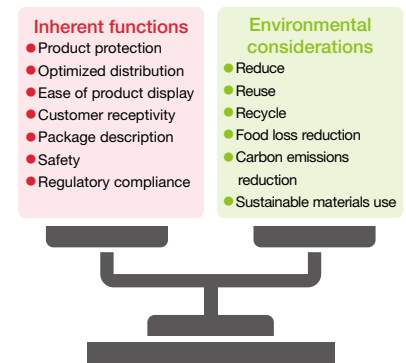 Inherent functions
● Product protection
● Optimized distribution
● Ease of product display
● Customer receptivity
● Package description
● Safety
● Regulatory compliance
Environmental
considerations
● Reduce
● Reuse
● Recycle
● Food loss reduction
● Carbon emissions
reduction
● Sustainable materials use